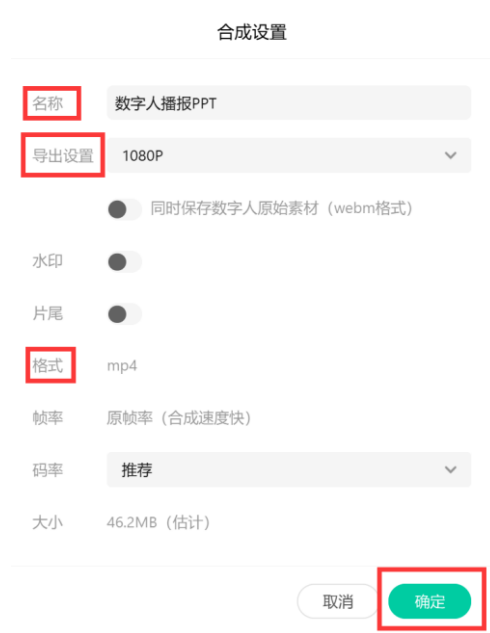 合成设置
名称 数字人播报PPT
导出设置 1080P
同时保存数字人原始素材（webm格式）
水印
片尾
格式 mp4
帧率 原帧率（合成速度快）
码率 推荐
大小 46.2MB（估计）
取消 确定